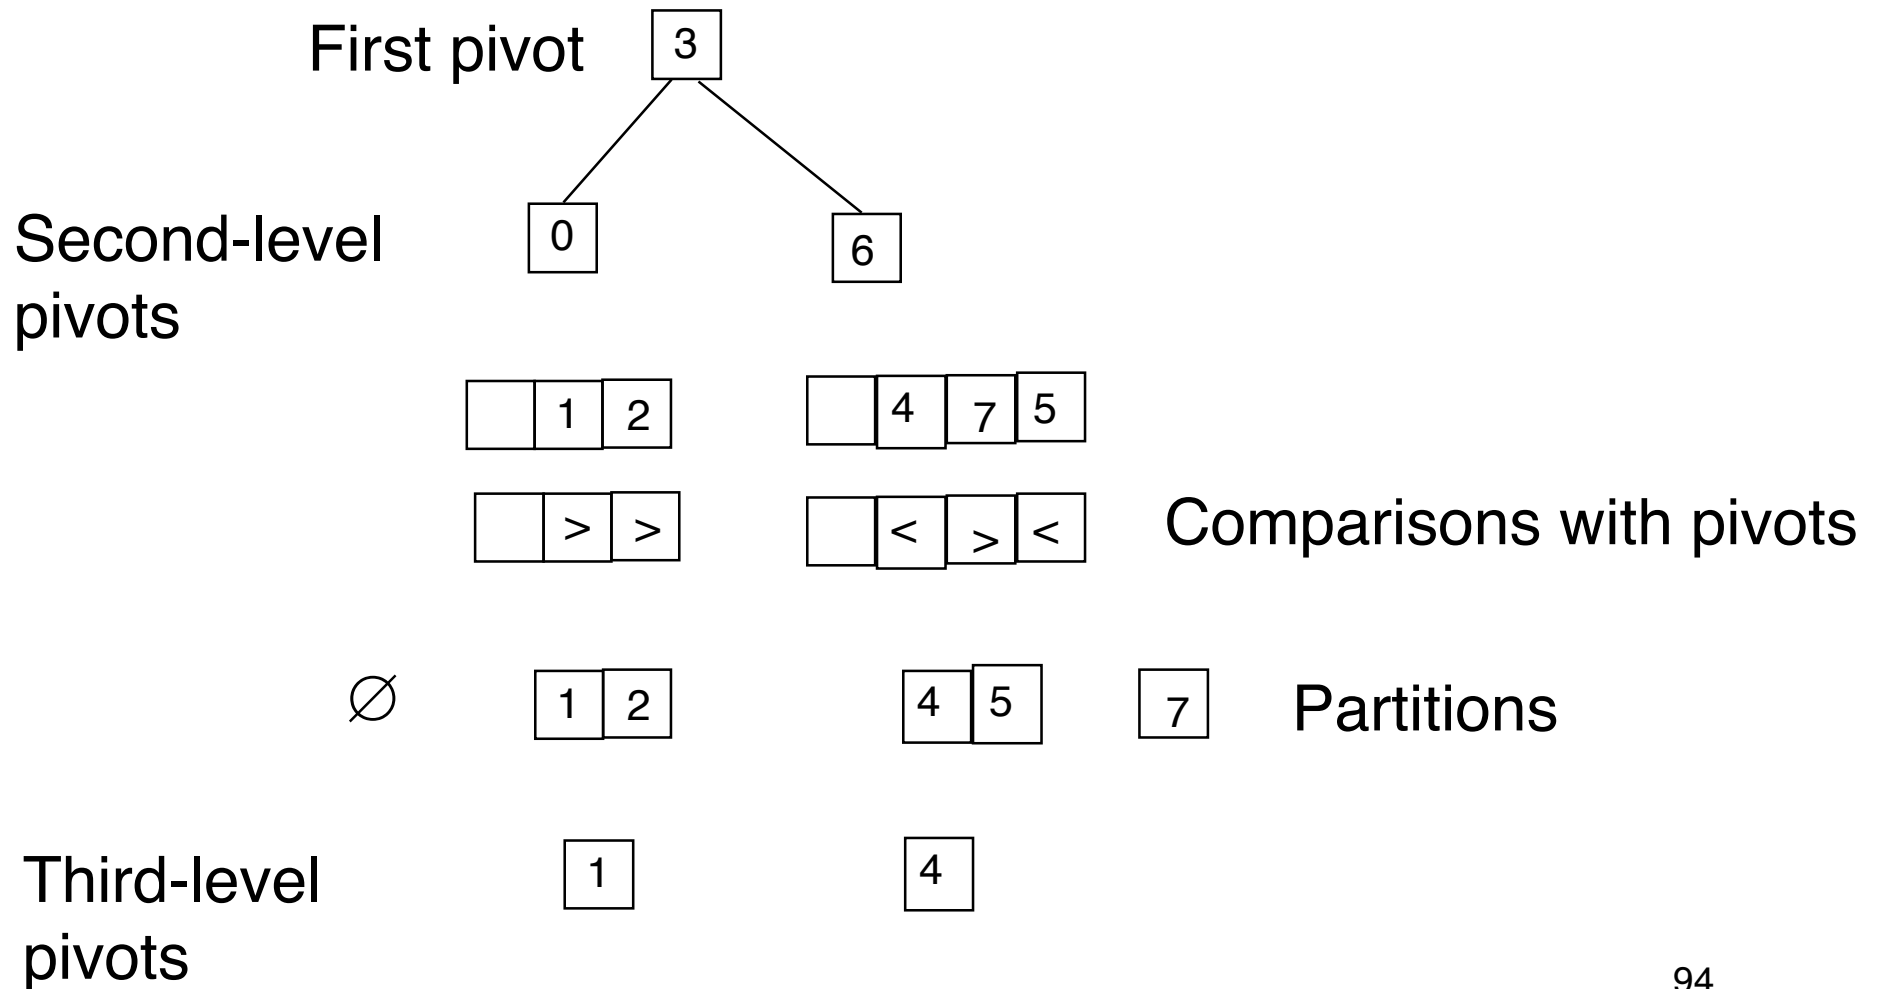 First pivot 3
Second-level
pivots
0 6
1 2 4 7 5
> > < > < Comparisons with pivots
∅ 1 2 4 5 7 Partitions
Third-level
pivots
1 4
94